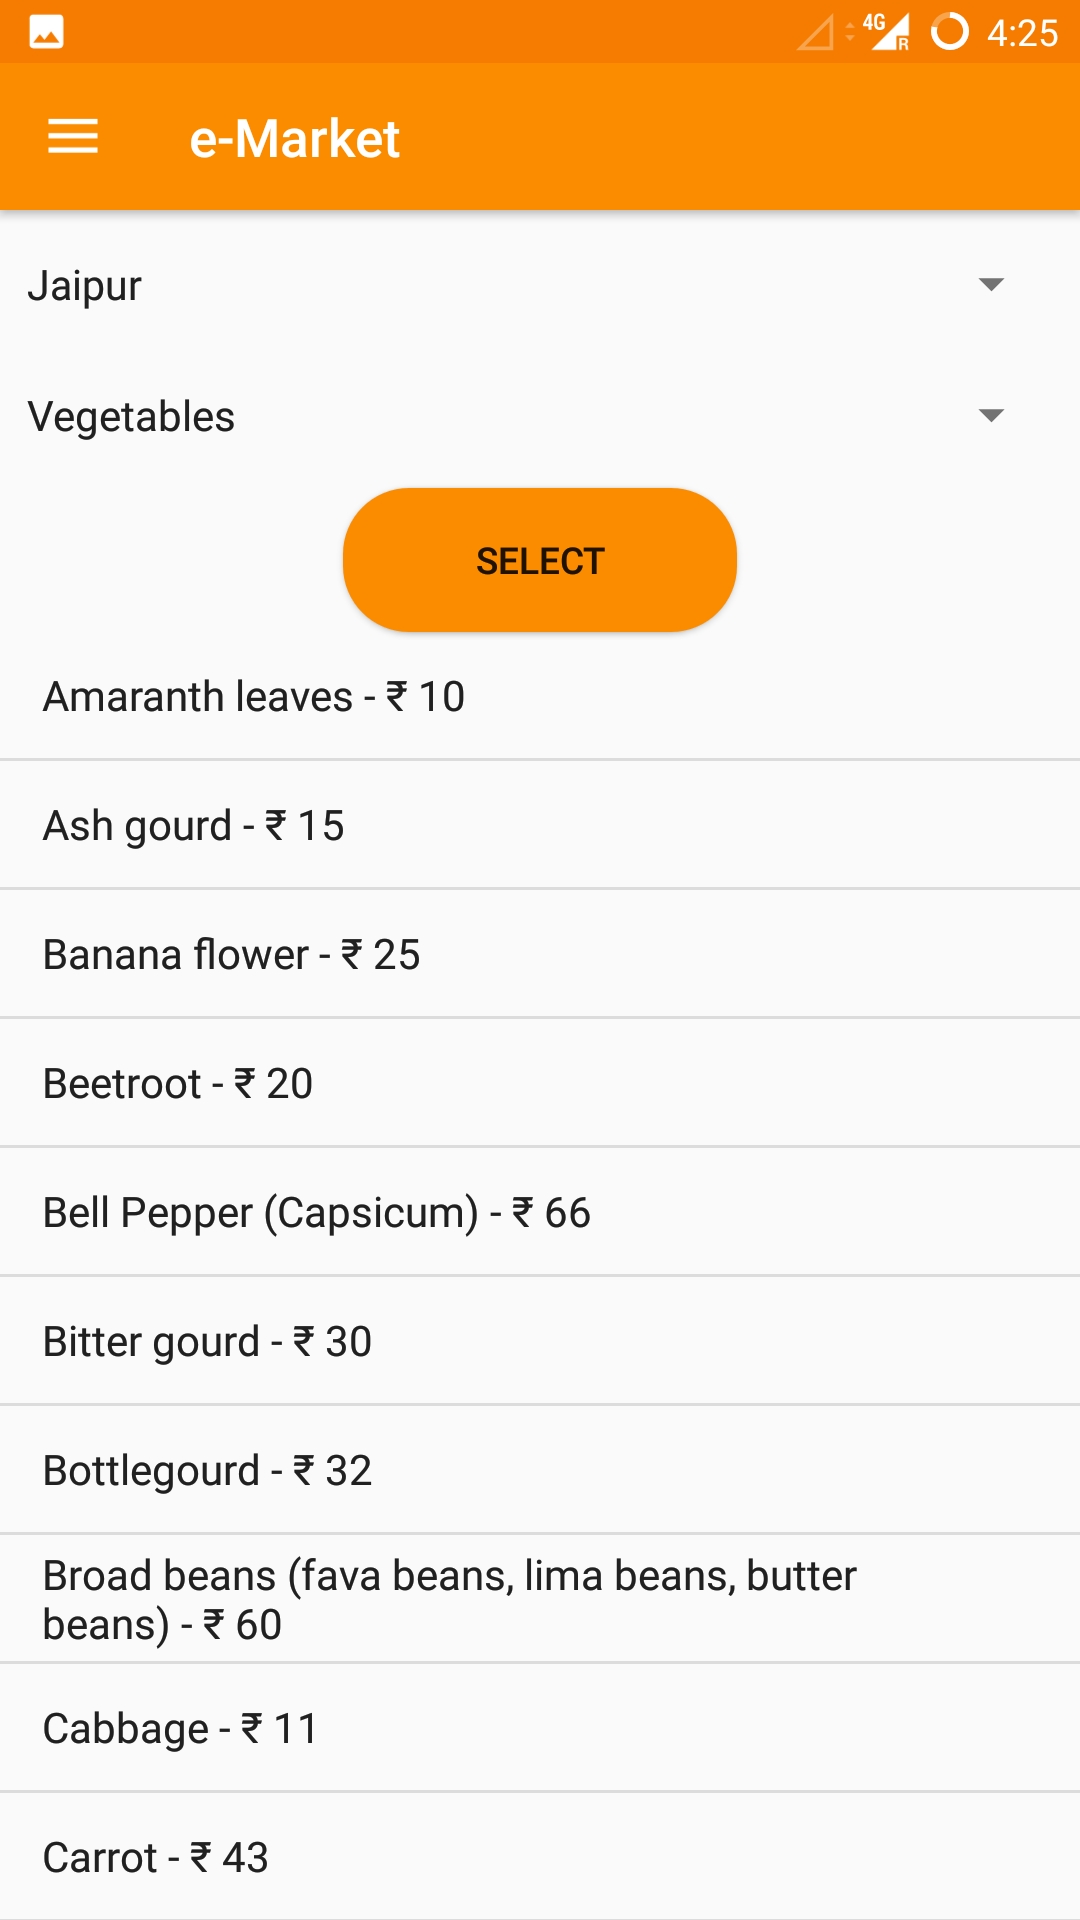 4G R 4:25
e-Market
Jaipur
Vegetables
SELECT
Amaranth leaves - ₹ 10
Ash gourd - ₹ 15
Banana flower - ₹ 25
Beetroot - ₹ 20
Bell Pepper (Capsicum) - ₹ 66
Bitter gourd - ₹ 30
Bottlegourd - ₹ 32
Broad beans (fava beans, lima beans, butter
beans) - ₹ 60
Cabbage - ₹ 11
Carrot - ₹ 43